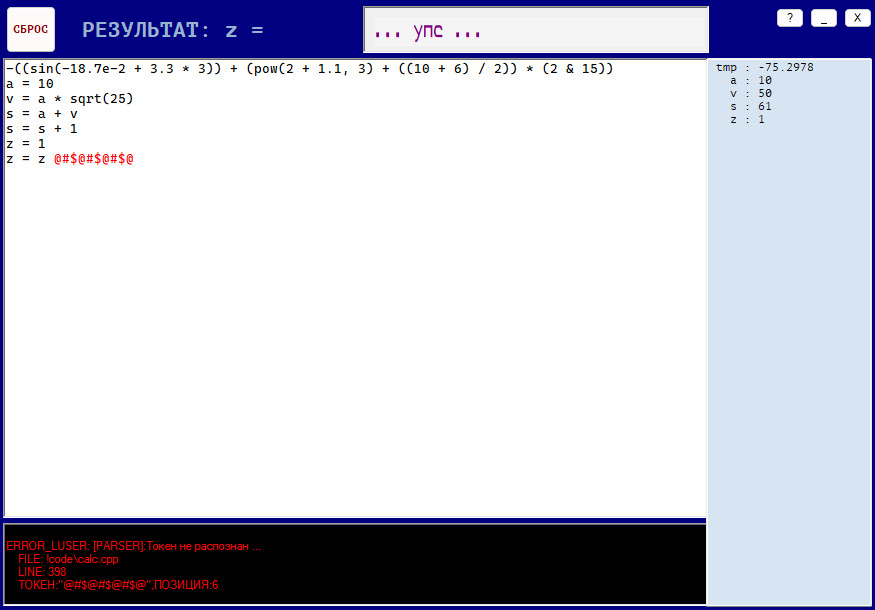 СБРОС РЕЗУЛЬТАТ: z = ... упс ... ? _ X
-((sin(-18.7e-2 + 3.3 * 3)) + (pow(2 + 1.1, 3) + ((10 + 6) / 2)) * (2 & 15))
a = 10
v = a * sqrt(25)
s = a + v
s = s + 1
z = 1
z = z @#$@#$@#$@
tmp : -75.2978
a : 10
v : 50
s : 61
z : 1
ERROR_LUSER: [PARSER]:Токен не распознан ...
FILE: !code\calc.cpp
LINE: 398
ТОКЕН:"@#$@#$@#$@",ПОЗИЦИЯ:6